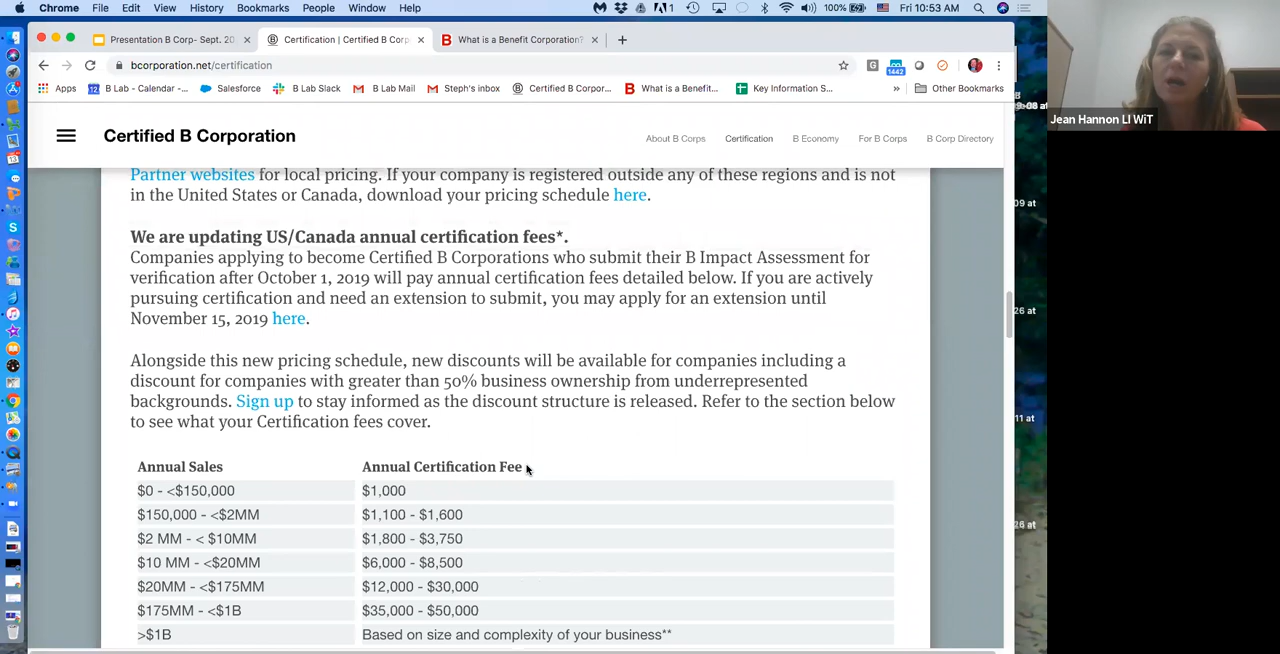 Chrome File Edit View History Bookmarks People Window Help
1 100% Fri 10:53 AM
Presentation B Corp- Sept. 20
Certification | Certified B Corp
What is a Benefit Corporation?
bcorporation.net/certification
1442
Apps B Lab - Calendar -... Salesforce B Lab Slack B Lab Mail Steph's inbox Certified B Corpor... What is a Benefit... Key Information S... » Other Bookmarks
Jean Hannon LI WiT
Certified B Corporation
About B Corps Certification B Economy For B Corps B Corp Directory
Partner websites for local pricing. If your company is registered outside any of these regions and is not
in the United States or Canada, download your pricing schedule here.
We are updating US/Canada annual certification fees*.
Companies applying to become Certified B Corporations who submit their B Impact Assessment for
verification after October 1, 2019 will pay annual certification fees detailed below. If you are actively
pursuing certification and need an extension to submit, you may apply for an extension until
November 15, 2019 here.
Alongside this new pricing schedule, new discounts will be available for companies including a
discount for companies with greater than 50% business ownership from underrepresented
backgrounds. Sign up to stay informed as the discount structure is released. Refer to the section below
to see what your Certification fees cover.
Annual Sales Annual Certification Fee
$0 - <$150,000 $1,000
$150,000 - <$2MM $1,100 - $1,600
$2 MM - < $10MM $1,800 - $3,750
$10 MM - <$20MM $6,000 - $8,500
$20MM - <$175MM $12,000 - $30,000
$175MM - <$1B $35,000 - $50,000
>$1B Based on size and complexity of your business**
09 at
26 at
11 at
26 at